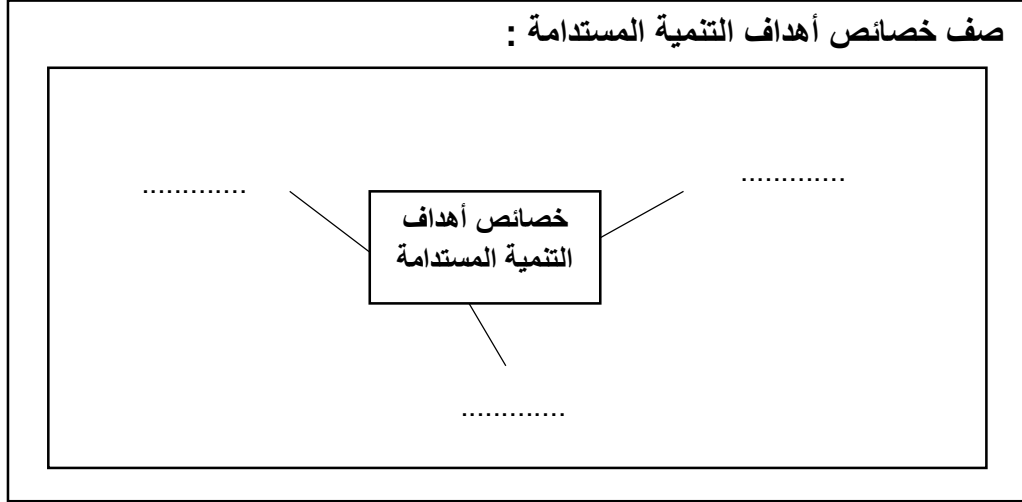 صف خصائص أهداف التنمية المستدامة :
.............
.............
خصائص أهداف
التنمية المستدامة
.............